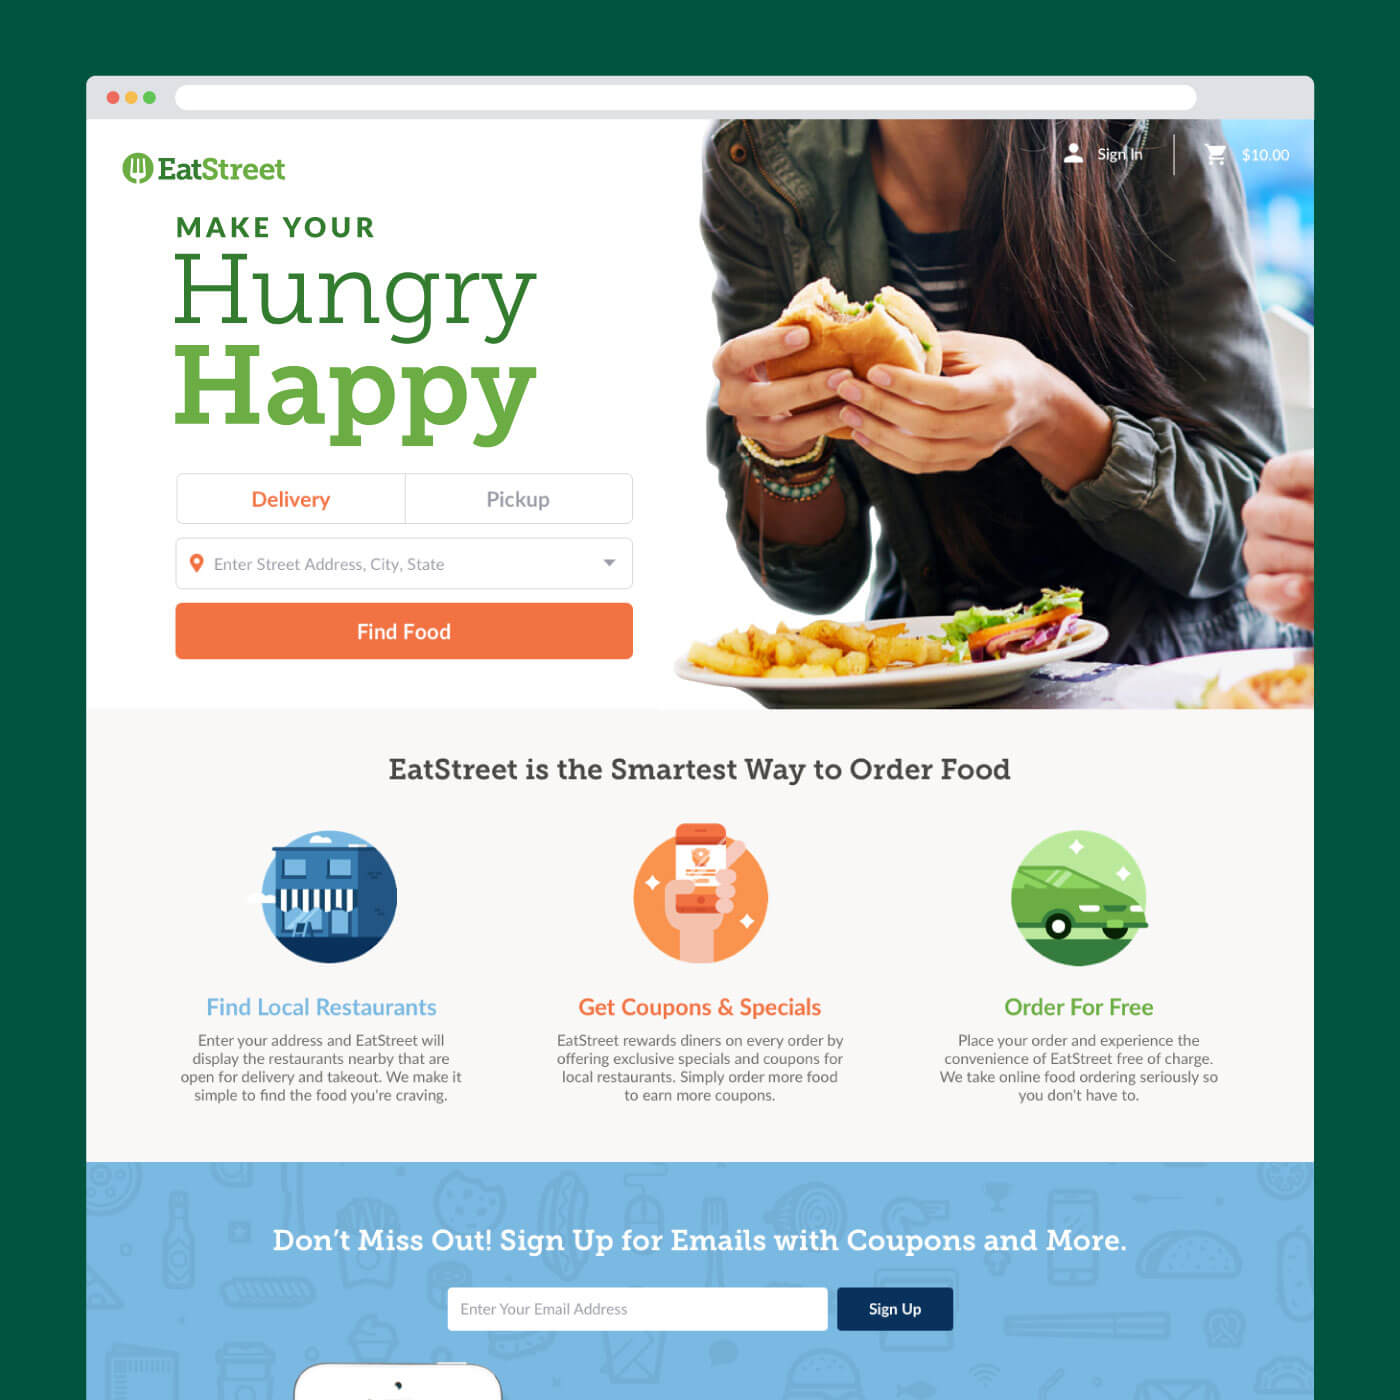 EatStreet
Sign In
$10.00
MAKE YOUR
Hungry
Happy
Delivery
Pickup
Enter Street Address, City, State
Find Food
EatStreet is the Smartest Way to Order Food
Find Local Restaurants
Enter your address and EatStreet will
display the restaurants nearby that are
open for delivery and takeout. We make it
simple to find the food you're craving.
Get Coupons & Specials
EatStreet rewards diners on every order by
offering exclusive specials and coupons for
local restaurants. Simply order more food
to earn more coupons.
Order For Free
Place your order and experience the
convenience of EatStreet free of charge.
We take online food ordering seriously so
you don't have to.
Don’t Miss Out! Sign Up for Emails with Coupons and More.
Enter Your Email Address
Sign Up